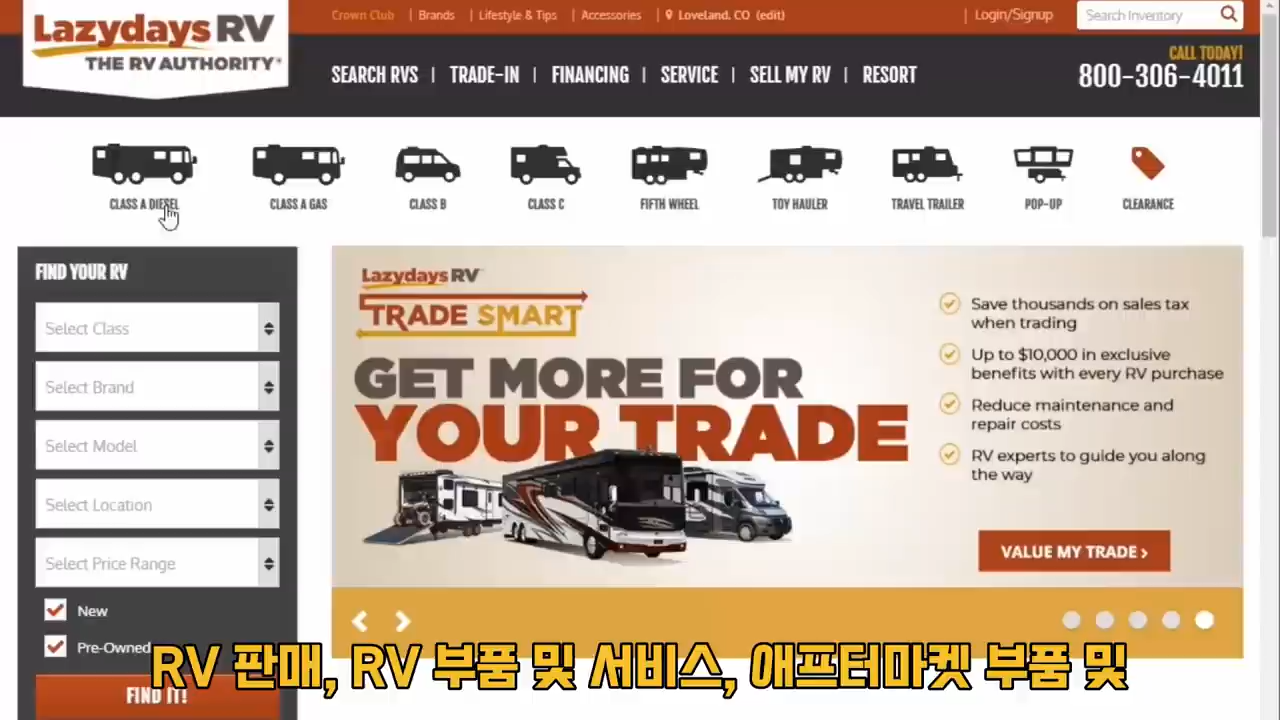 Lazydays RV
THE RV AUTHORITY
Crown Club | Brands | Lifestyle & Tips | Accessories | Loveland, CO (edit) | Login/Signup
Search Inventory
SEARCH RVS | TRADE-IN | FINANCING | SERVICE | SELL MY RV | RESORT
CALL TODAY!
800-306-4011
CLASS A DIESEL
CLASS A GAS
CLASS B
CLASS C
FIFTH WHEEL
TOY HAULER
TRAVEL TRAILER
POP-UP
CLEARANCE
FIND YOUR RV
Select Class
Select Brand
Select Model
Select Location
Select Price Range
New
Pre-Owned
FIND IT!
Lazydays RV
TRADE SMART
GET MORE FOR
YOUR TRADE
Save thousands on sales tax
when trading
Up to $10,000 in exclusive
benefits with every RV purchase
Reduce maintenance and
repair costs
RV experts to guide you along
the way
VALUE MY TRADE ›
RV 판매, RV 부품 및 서비스, 애프터마켓 부품 및